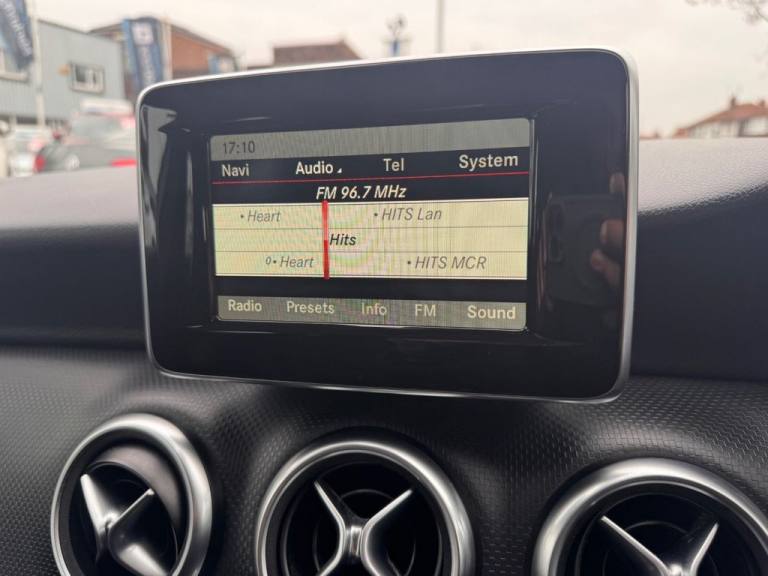 17:10
Navi Audio Tel System
FM 96.7 MHz
• Heart • HITS Lan
Hits
0• Heart • HITS MCR
Radio Presets Info FM Sound